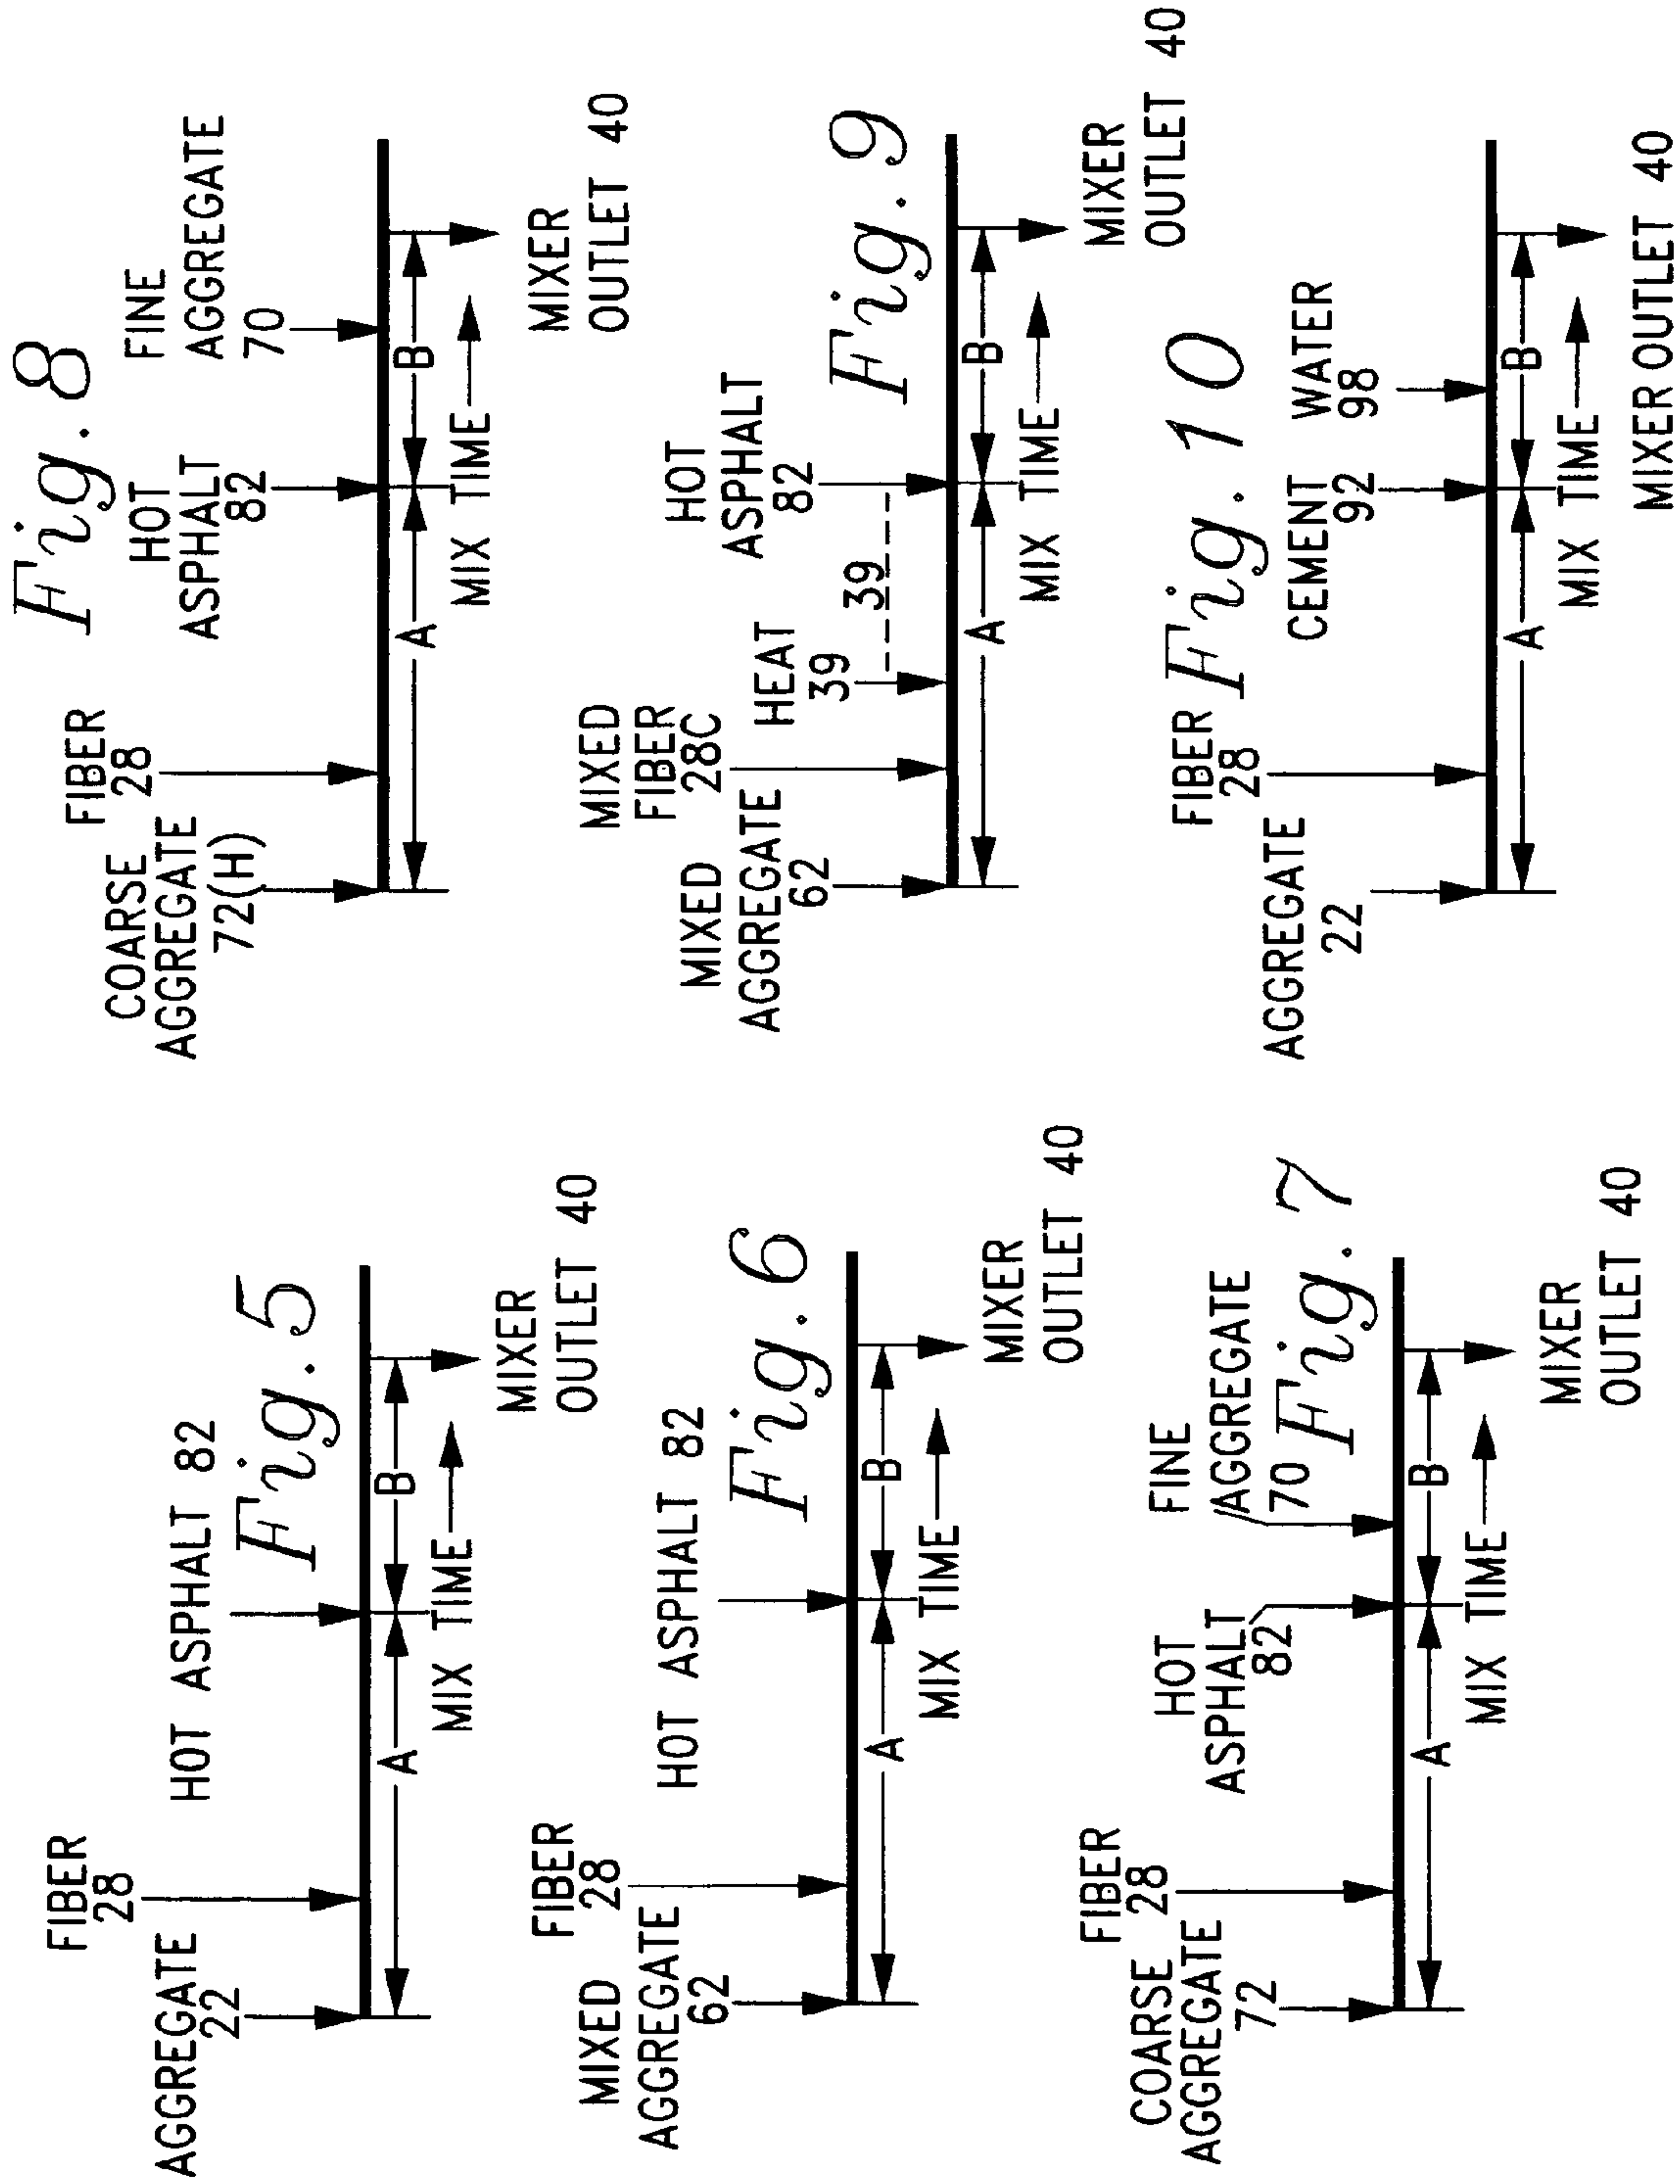 FIBER
28
AGGREGATE
22
HOT ASPHALT 82
Fig. 5
A
B
MIX TIME
MIXER
OUTLET 40
FIBER
28
MIXED
AGGREGATE
62
HOT ASPHALT 82
Fig. 6
A
B
MIX TIME
MIXER
OUTLET 40
FIBER
28
COARSE
AGGREGATE
72
HOT
ASPHALT
82
FINE
AGGREGATE
70
Fig. 7
A
B
MIX TIME
MIXER
OUTLET 40
Fig. 8
FIBER
28
COARSE
AGGREGATE
72(H)
HOT
ASPHALT
82
FINE
AGGREGATE
70
A
B
MIX TIME
MIXER
OUTLET 40
MIXED
FIBER
28C
MIXED
AGGREGATE
62
HEAT
39
39
HOT
ASPHALT
82
Fig. 9
A
B
MIX TIME
MIXER
OUTLET 40
Fig. 10
FIBER
28
AGGREGATE
22
CEMENT
92
WATER
98
A
B
MIX TIME
MIXER OUTLET 40